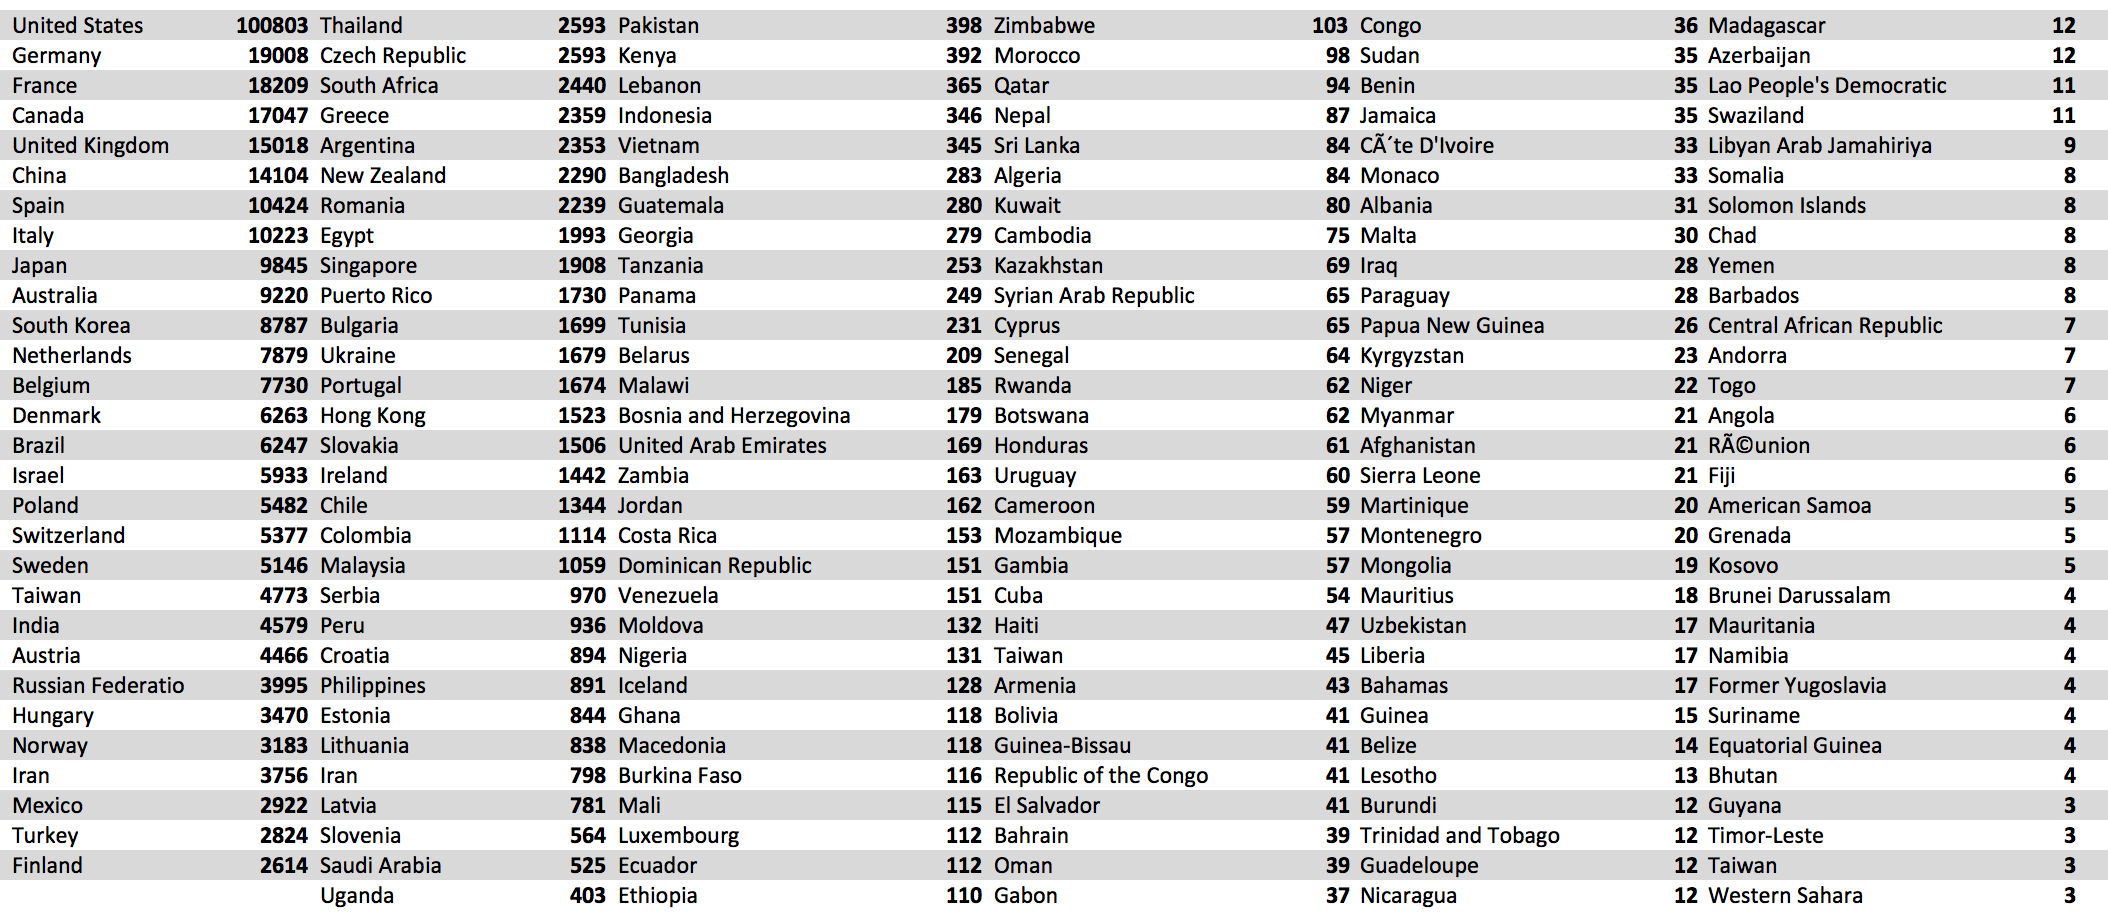 United States 100803 Thailand 2593 Pakistan 398 Zimbabwe 103 Congo 36 Madagascar 12
Germany 19008 Czech Republic 2593 Kenya 392 Morocco 98 Sudan 35 Azerbaijan 12
France 18209 South Africa 2440 Lebanon 365 Qatar 94 Benin 35 Lao People's Democratic 11
Canada 17047 Greece 2359 Indonesia 346 Nepal 87 Jamaica 35 Swaziland 11
United Kingdom 15018 Argentina 2353 Vietnam 345 Sri Lanka 84 CÃ´te D'Ivoire 33 Libyan Arab Jamahiriya 9
China 14104 New Zealand 2290 Bangladesh 283 Algeria 84 Monaco 33 Somalia 8
Spain 10424 Romania 2239 Guatemala 280 Kuwait 80 Albania 31 Solomon Islands 8
Italy 10223 Egypt 1993 Georgia 279 Cambodia 75 Malta 30 Chad 8
Japan 9845 Singapore 1908 Tanzania 253 Kazakhstan 69 Iraq 28 Yemen 8
Australia 9220 Puerto Rico 1730 Panama 249 Syrian Arab Republic 65 Paraguay 28 Barbados 8
South Korea 8787 Bulgaria 1699 Tunisia 231 Cyprus 65 Papua New Guinea 26 Central African Republic 7
Netherlands 7879 Ukraine 1679 Belarus 209 Senegal 64 Kyrgyzstan 23 Andorra 7
Belgium 7730 Portugal 1674 Malawi 185 Rwanda 62 Niger 22 Togo 7
Denmark 6263 Hong Kong 1523 Bosnia and Herzegovina 179 Botswana 62 Myanmar 21 Angola 6
Brazil 6247 Slovakia 1506 United Arab Emirates 169 Honduras 61 Afghanistan 21 RÃ©union 6
Israel 5933 Ireland 1442 Zambia 163 Uruguay 60 Sierra Leone 21 Fiji 6
Poland 5482 Chile 1344 Jordan 162 Cameroon 59 Martinique 20 American Samoa 5
Switzerland 5377 Colombia 1114 Costa Rica 153 Mozambique 57 Montenegro 20 Grenada 5
Sweden 5146 Malaysia 1059 Dominican Republic 151 Gambia 57 Mongolia 19 Kosovo 5
Taiwan 4773 Serbia 970 Venezuela 151 Cuba 54 Mauritius 18 Brunei Darussalam 4
India 4579 Peru 936 Moldova 132 Haiti 47 Uzbekistan 17 Mauritania 4
Austria 4466 Croatia 894 Nigeria 131 Taiwan 45 Liberia 17 Namibia 4
Russian Federatio 3995 Philippines 891 Iceland 128 Armenia 43 Bahamas 17 Former Yugoslavia 4
Hungary 3470 Estonia 844 Ghana 118 Bolivia 41 Guinea 15 Suriname 4
Norway 3183 Lithuania 838 Macedonia 118 Guinea-Bissau 41 Belize 14 Equatorial Guinea 4
Iran 3756 Iran 798 Burkina Faso 116 Republic of the Congo 41 Lesotho 13 Bhutan 4
Mexico 2922 Latvia 781 Mali 115 El Salvador 41 Burundi 12 Guyana 3
Turkey 2824 Slovenia 564 Luxembourg 112 Bahrain 39 Trinidad and Tobago 12 Timor-Leste 3
Finland 2614 Saudi Arabia 525 Ecuador 112 Oman 39 Guadeloupe 12 Taiwan 3
Uganda 403 Ethiopia 110 Gabon 37 Nicaragua 12 Western Sahara 3